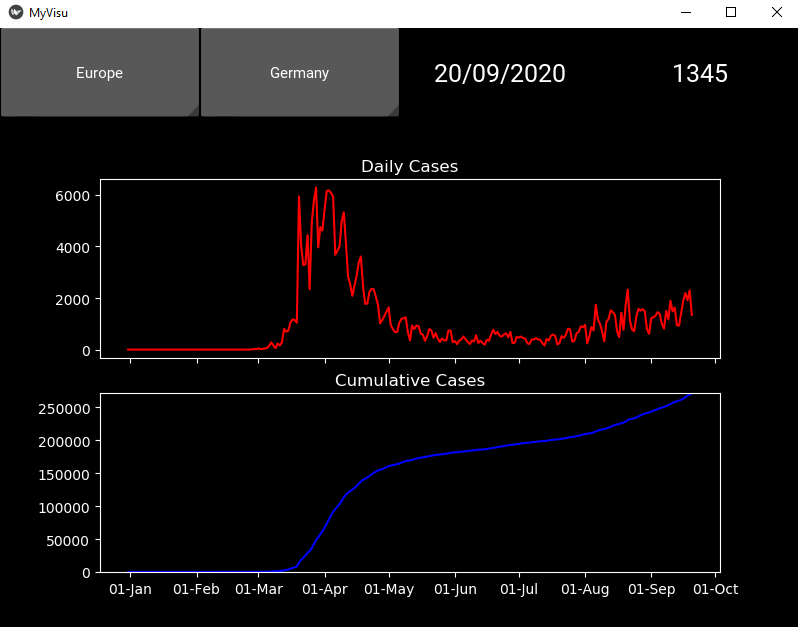 MyVisu
Europe Germany 20/09/2020 1345
Daily Cases
6000
4000
2000
0
Cumulative Cases
250000
200000
150000
100000
50000
0
01-Jan 01-Feb 01-Mar 01-Apr 01-May 01-Jun 01-Jul 01-Aug 01-Sep 01-Oct